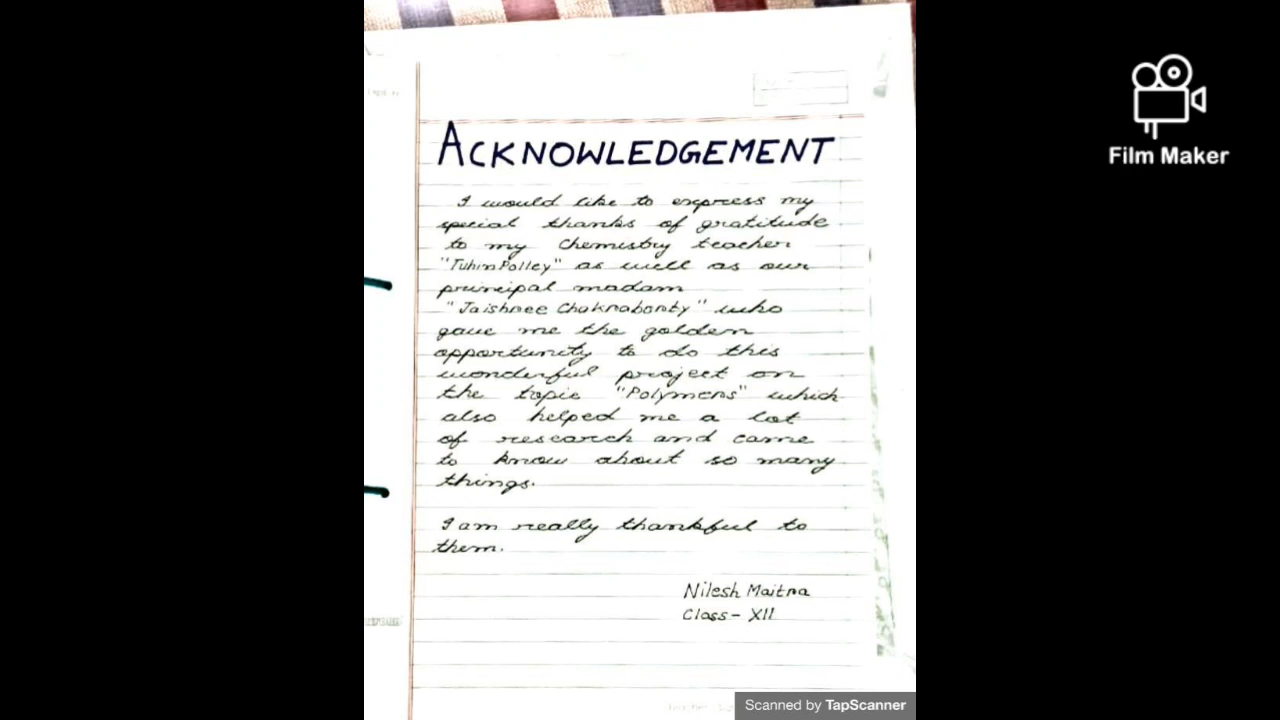 ACKNOWLEDGEMENT
I would like to express my
special thanks of gratitude
to my Chemistry teacher
"Tuhin Polley" as well as our
principal madam
"Jaishree Chakraborty" who
gave me the golden
opportunity to do this
wonderful project on
the topic "Polymers" which
also helped me a lot
of research and came
to know about so many
things.
I am really thankful to
them.
Nilesh Maitra
Class - XII
Film Maker
Scanned by TapScanner